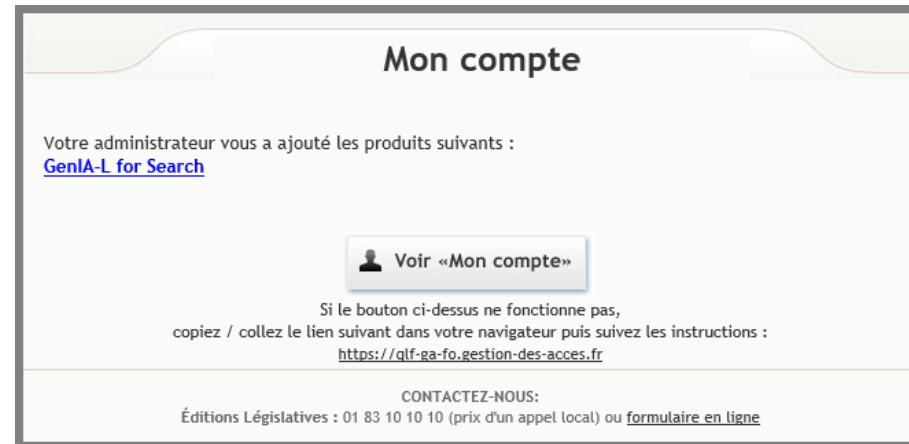 Mon compte
Votre administrateur vous a ajouté les produits suivants :
GenIA-L for Search
Voir «Mon compte»
Si le bouton ci-dessus ne fonctionne pas,
copiez / collez le lien suivant dans votre navigateur puis suivez les instructions :
https://qlf-ga-fo.gestion-des-acces.fr
CONTACTEZ-NOUS:
Éditions Législatives : 01 83 10 10 10 (prix d'un appel local) ou formulaire en ligne